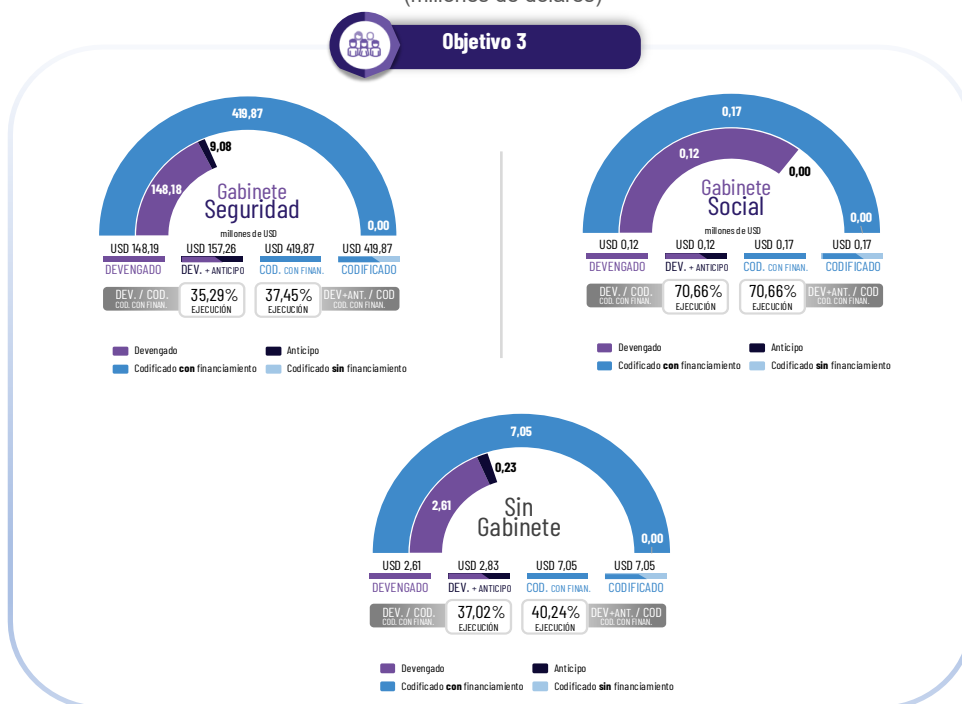 (millones de dólares)
Objetivo 3
419,87
9,08
148,18
Gabinete
Seguridad
0,00
millones de USD
USD 148,19 USD 157,26 USD 419,87 USD 419,87
DEVENGADO DEV. + ANTICIPO COD. CON FINAN. CODIFICADO
DEV. / COD. 35,29% 37,45% DEV+ANT. / COD
COD. CON FINAN. EJECUCIÓN EJECUCIÓN COD. CON FINAN.
Devengado Anticipo
Codificado con financiamiento Codificado sin financiamiento
0,17
0,12
0,00
Gabinete
Social
0,00
millones de USD
USD 0,12 USD 0,12 USD 0,17 USD 0,17
DEVENGADO DEV. + ANTICIPO COD. CON FINAN. CODIFICADO
DEV. / COD. 70,66% 70,66% DEV+ANT. / COD
COD. CON FINAN. EJECUCIÓN EJECUCIÓN COD. CON FINAN.
Devengado Anticipo
Codificado con financiamiento Codificado sin financiamiento
7,05
0,23
2,61
Sin
Gabinete
0,00
USD 2,61 USD 2,83 USD 7,05 USD 7,05
DEVENGADO DEV. + ANTICIPO COD. CON FINAN. CODIFICADO
DEV. / COD. 37,02% 40,24% DEV+ANT. / COD
COD. CON FINAN. EJECUCIÓN EJECUCIÓN COD. CON FINAN.
Devengado Anticipo
Codificado con financiamiento Codificado sin financiamiento